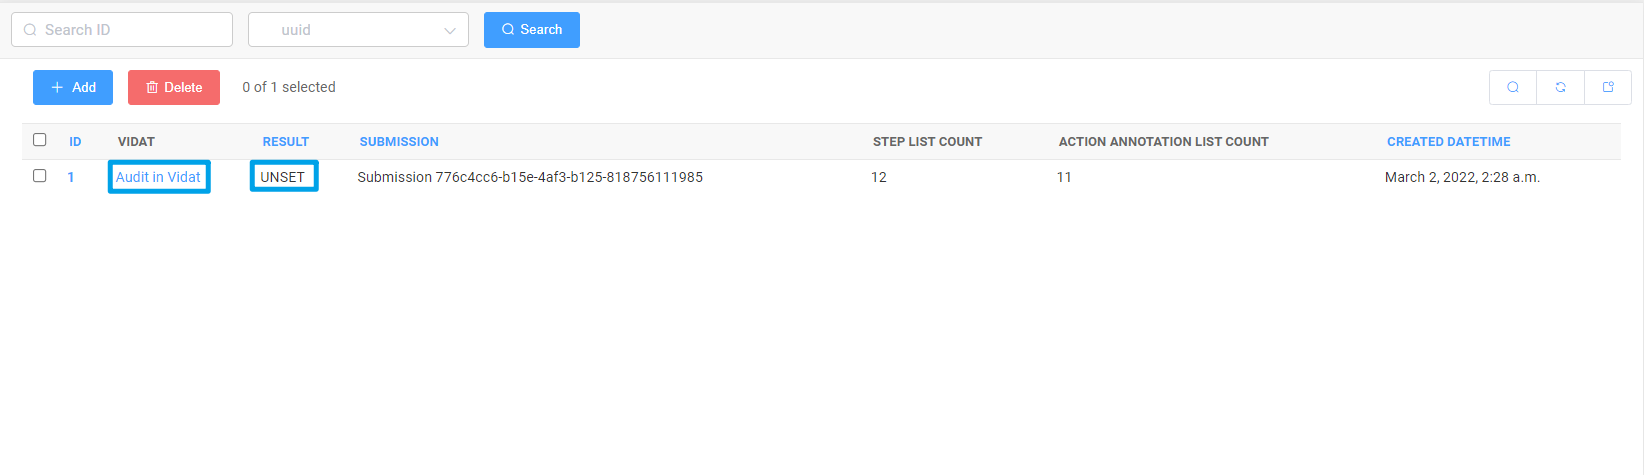 Search ID uuid Search
Add Delete 0 of 1 selected
ID VIDAT RESULT SUBMISSION STEP LIST COUNT ACTION ANNOTATION LIST COUNT CREATED DATETIME
1 Audit in Vidat UNSET Submission 776c4cc6-b15e-4af3-b125-818756111985 12 11 March 2, 2022, 2:28 a.m.